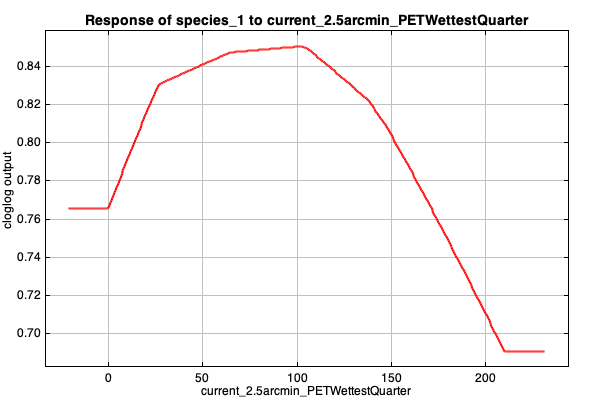 Response of species_1 to current_2.5arcmin_PETWettestQuarter
0.84
0.82
0.80
0.78
0.76
0.74
0.72
0.70
cloglog output
0 50 100 150 200
current_2.5arcmin_PETWettestQuarter